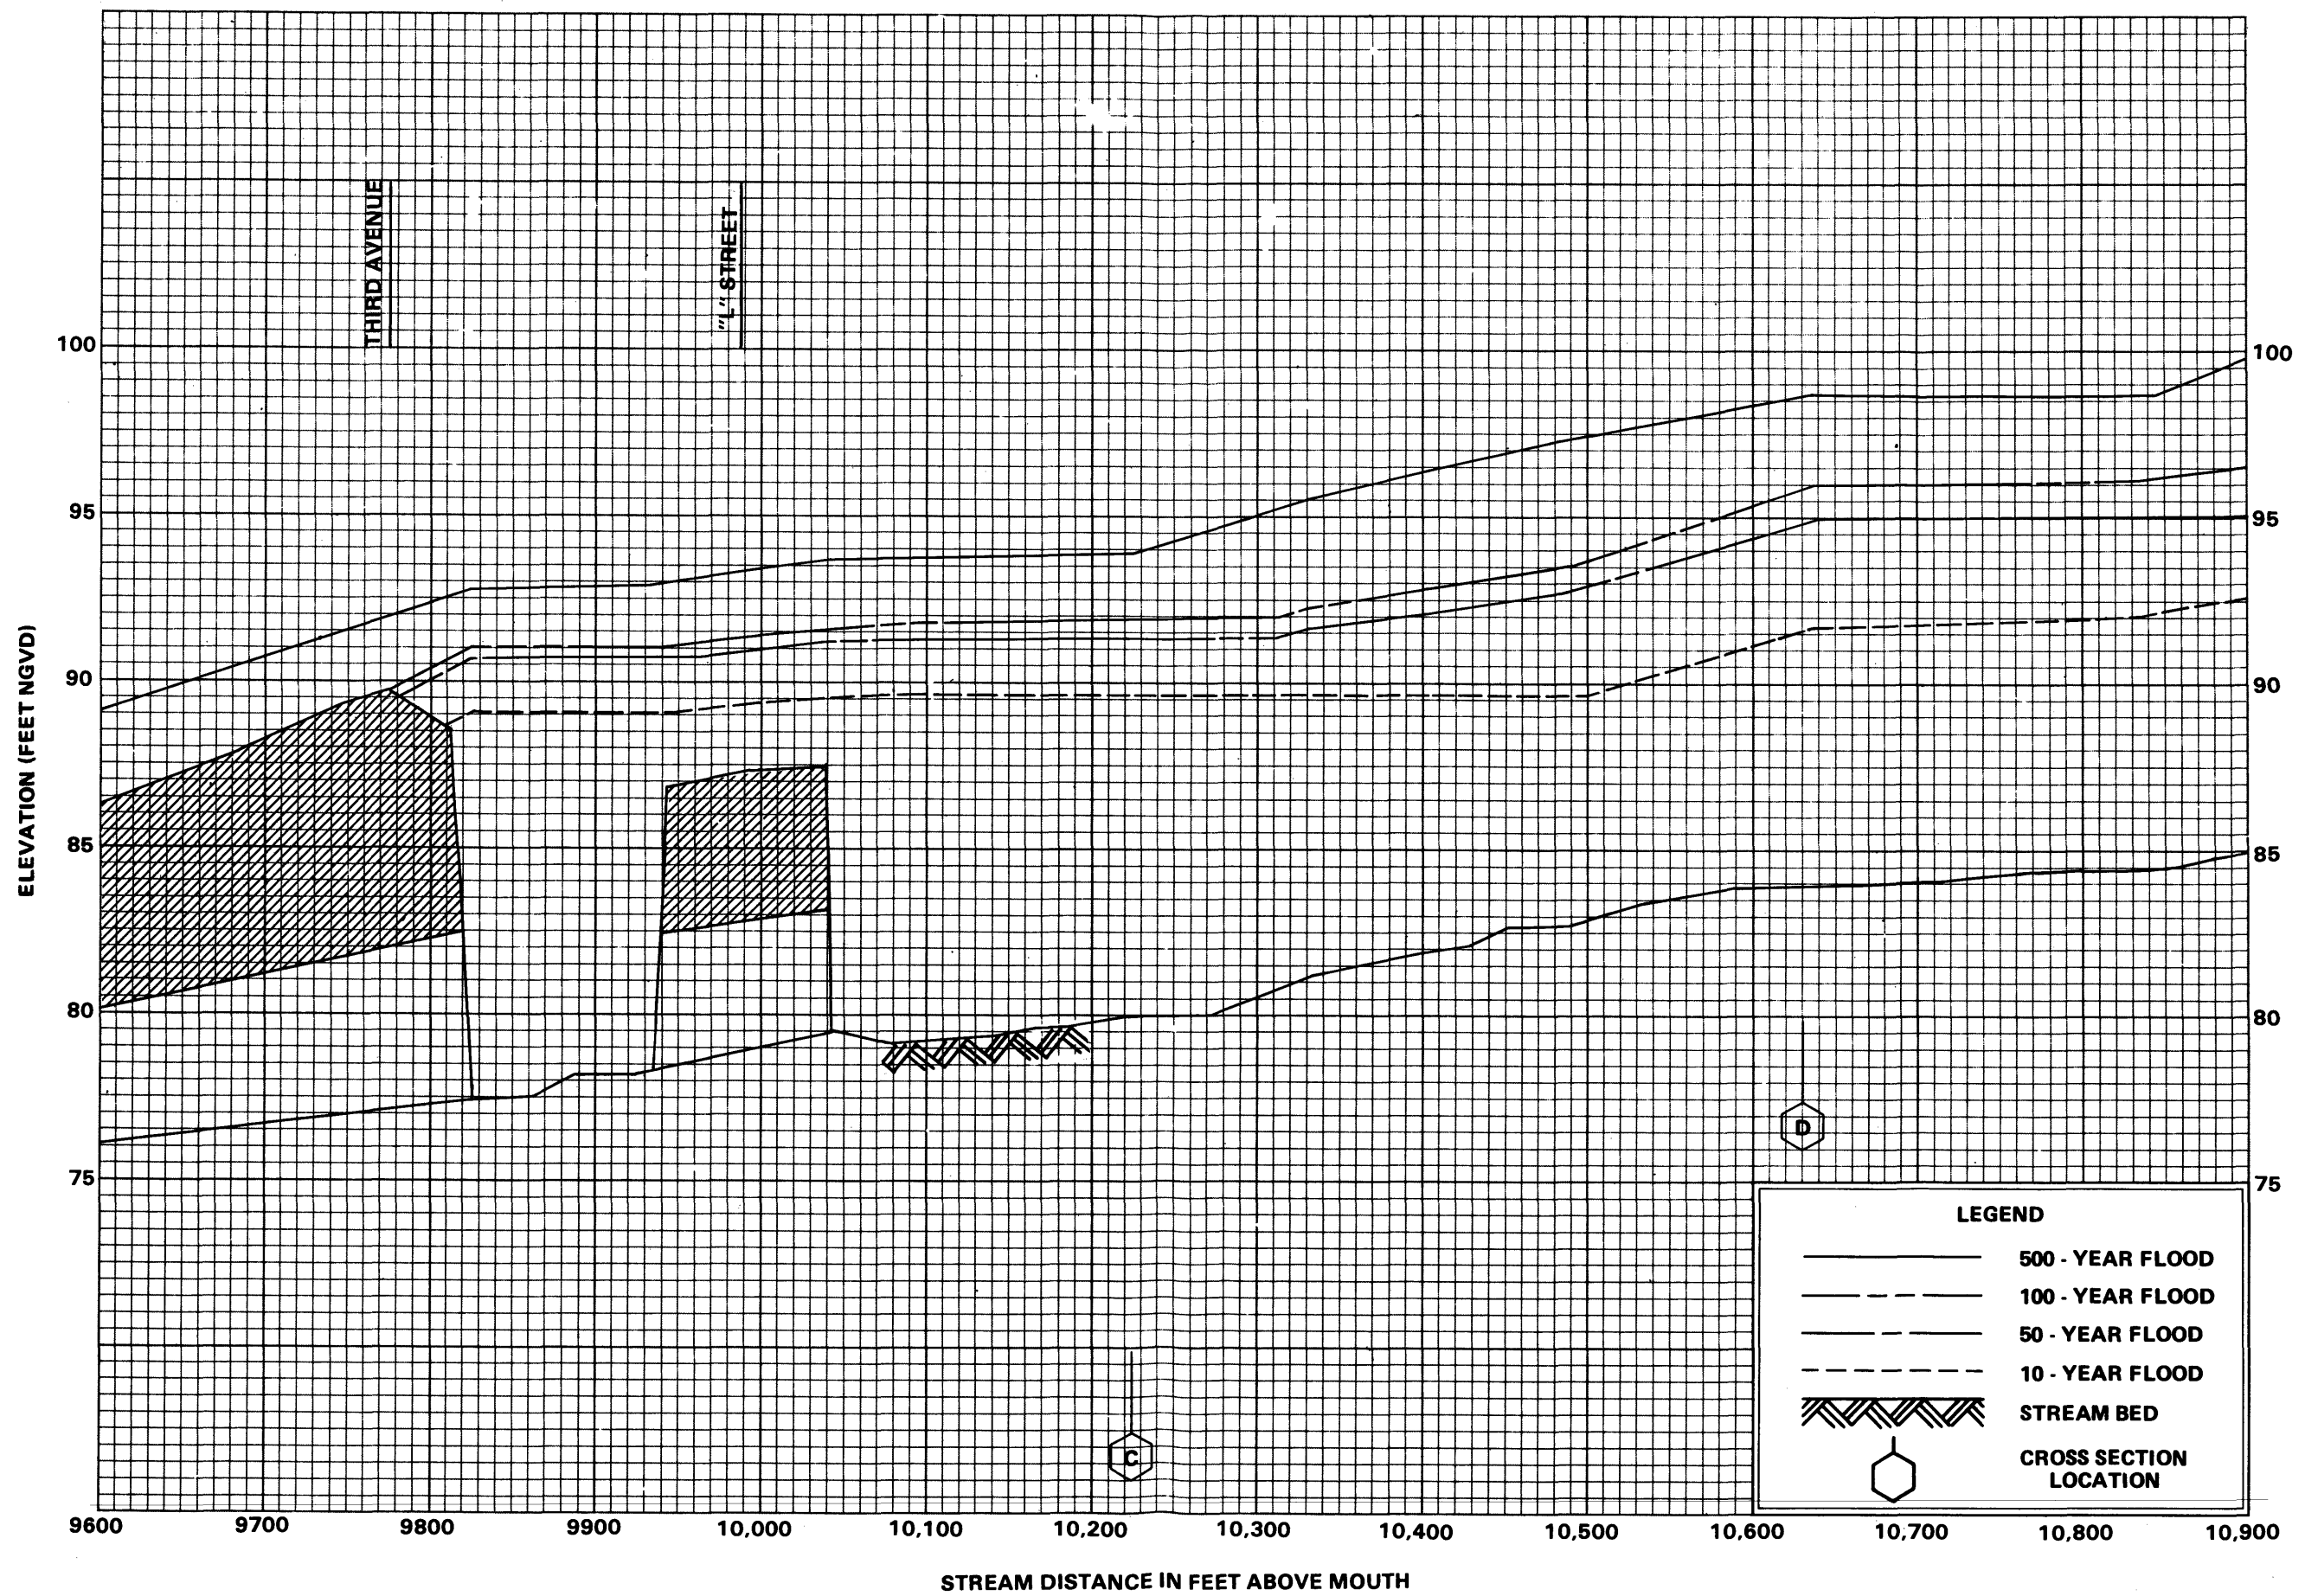 THIRD AVENUE
"L" STREET
100
95
90
85
80
75
100
95
90
85
80
75
ELEVATION (FEET NGVD)
D
C
LEGEND
500 - YEAR FLOOD
100 - YEAR FLOOD
50 - YEAR FLOOD
10 - YEAR FLOOD
STREAM BED
CROSS SECTION
LOCATION
9600 9700 9800 9900 10,000 10,100 10,200 10,300 10,400 10,500 10,600 10,700 10,800 10,900
STREAM DISTANCE IN FEET ABOVE MOUTH